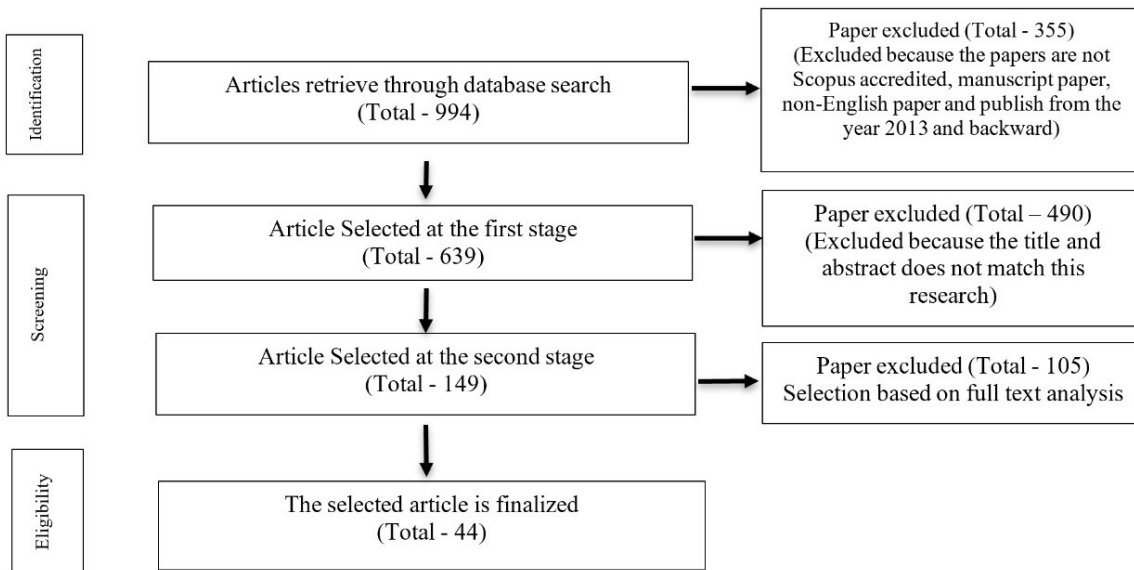 Identification
Articles retrieve through database search
(Total - 994)
Paper excluded (Total - 355)
(Excluded because the papers are not
Scopus accredited, manuscript paper,
non-English paper and publish from the
year 2013 and backward)
Screening
Article Selected at the first stage
(Total - 639)
Paper excluded (Total – 490)
(Excluded because the title and
abstract does not match this
research)
Article Selected at the second stage
(Total - 149)
Paper excluded (Total - 105)
Selection based on full text analysis
Eligibility
The selected article is finalized
(Total - 44)